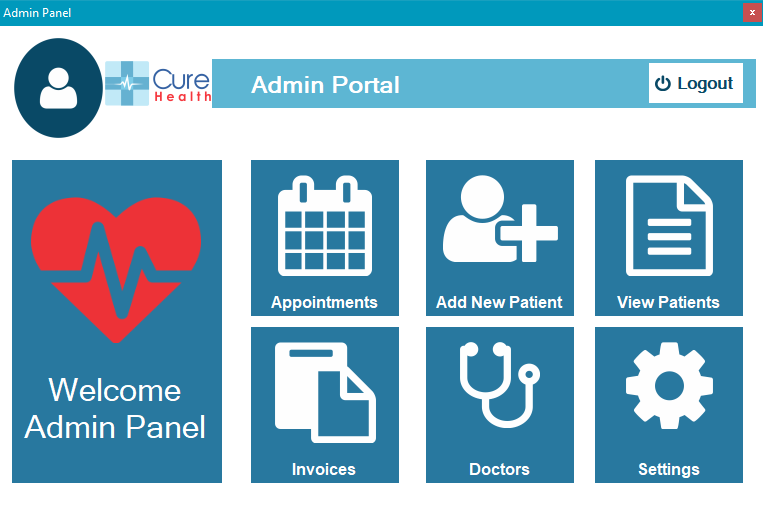 Admin Panel
x
Cure
Health
Admin Portal
Logout
Welcome
Admin Panel
Appointments
Add New Patient
View Patients
Invoices
Doctors
Settings